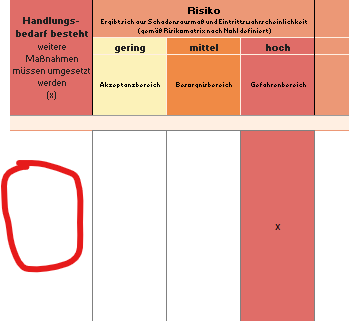 Handlungs-
bedarf besteht
weitere
Maßnahmen
müssen umgesetzt
werden
(x)
Risiko
Ergibt sich aus Schadensausmaß und Eintrittswahrscheinlichkeit
(gemäß Risikomatrix nach Nohl definiert)
gering
mittel
hoch
Akzeptanzbereich
Besorgnisbereich
Gefahrenbereich
x